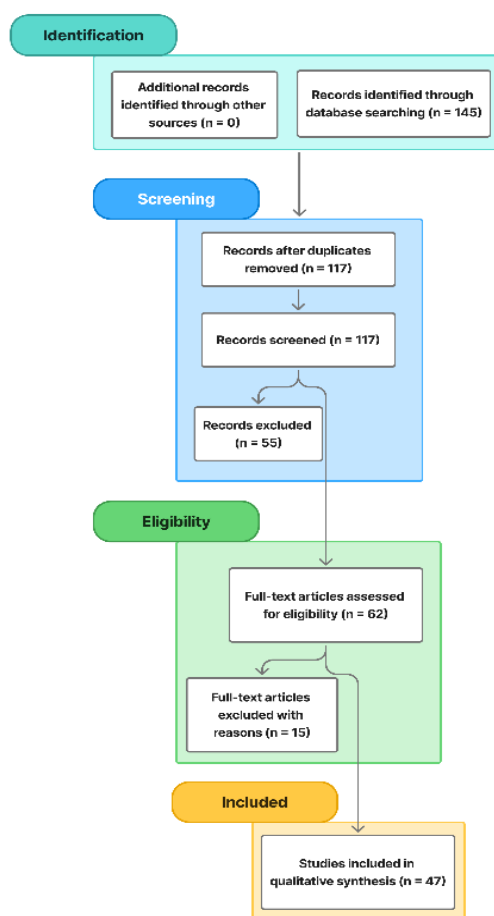 Identification
Additional records
identified through other
sources (n = 0)
Records identified through
database searching (n = 145)
Screening
Records after duplicates
removed (n = 117)
Records screened (n = 117)
Records excluded
(n = 55)
Eligibility
Full-text articles assessed
for eligibility (n = 62)
Full-text articles
excluded with
reasons (n = 15)
Included
Studies included in
qualitative synthesis (n = 47)